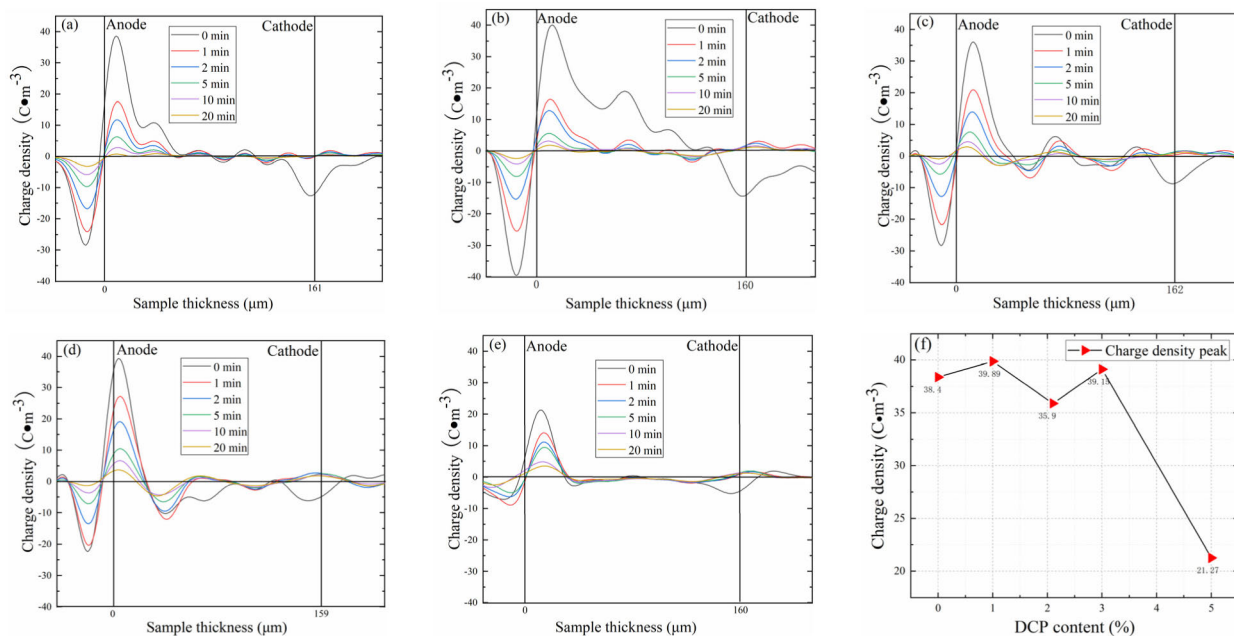 (a)
Anode
Cathode
0 min
1 min
2 min
5 min
10 min
20 min
40
30
20
10
0
-10
-20
-30
-40
Charge density (C•m⁻³)
0
161
Sample thickness (μm)
(b)
Anode
Cathode
0 min
1 min
2 min
5 min
10 min
20 min
40
30
20
10
0
-10
-20
-30
-40
Charge density (C•m⁻³)
0
160
Sample thickness (μm)
(c)
Anode
Cathode
0 min
1 min
2 min
5 min
10 min
20 min
40
30
20
10
0
-10
-20
-30
-40
Charge density (C•m⁻³)
0
162
Sample thickness (μm)
(d)
Anode
Cathode
0 min
1 min
2 min
5 min
10 min
20 min
40
30
20
10
0
-10
-20
-30
-40
Charge density (C•m⁻³)
0
159
Sample thickness (μm)
(e)
Anode
Cathode
0 min
1 min
2 min
5 min
10 min
20 min
40
30
20
10
0
-10
-20
-30
-40
Charge density (C•m⁻³)
0
160
Sample thickness (μm)
(f)
Charge density peak
40
35
30
25
20
Charge density (C•m⁻³)
38.4
39.89
35.9
39.15
21.27
0
1
2
3
4
5
DCP content (%)